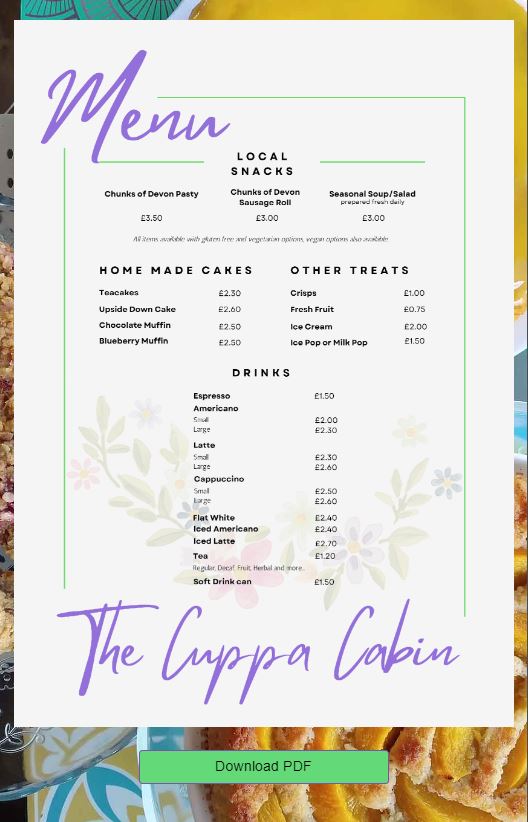 Menu
LOCAL
SNACKS
Chunks of Devon Pasty
£3.50
Chunks of Devon
Sausage Roll
£3.00
Seasonal Soup/Salad
prepared fresh daily
£3.00
All items available with gluten free and vegetarian options, vegan options also available.
HOME MADE CAKES
Teacakes £2.30
Upside Down Cake £2.60
Chocolate Muffin £2.50
Blueberry Muffin £2.50
OTHER TREATS
Crisps £1.00
Fresh Fruit £0.75
Ice Cream £2.00
Ice Pop or Milk Pop £1.50
DRINKS
Espresso £1.50
Americano
Small £2.00
Large £2.30
Latte
Small £2.30
Large £2.60
Cappuccino
Small £2.50
Large £2.60
Flat White £2.40
Iced Americano £2.40
Iced Latte £2.70
Tea £1.20
Regular, Decaf, Fruit, Herbal and more...
Soft Drink can £1.50
The Cuppa Cabin
Download PDF